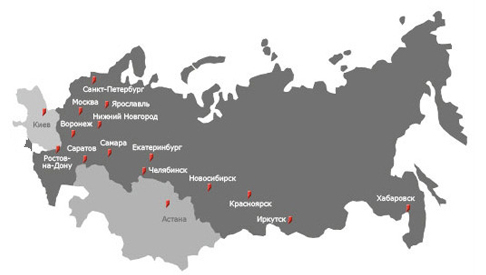 Санкт-Петербург
Москва
Ярославль
Нижний Новгород
Киев
Воронеж
Саратов
Самара
Екатеринбург
Ростов-
на-Дону
Челябинск
Новосибирск
Красноярск
Хабаровск
Астана
Иркутск